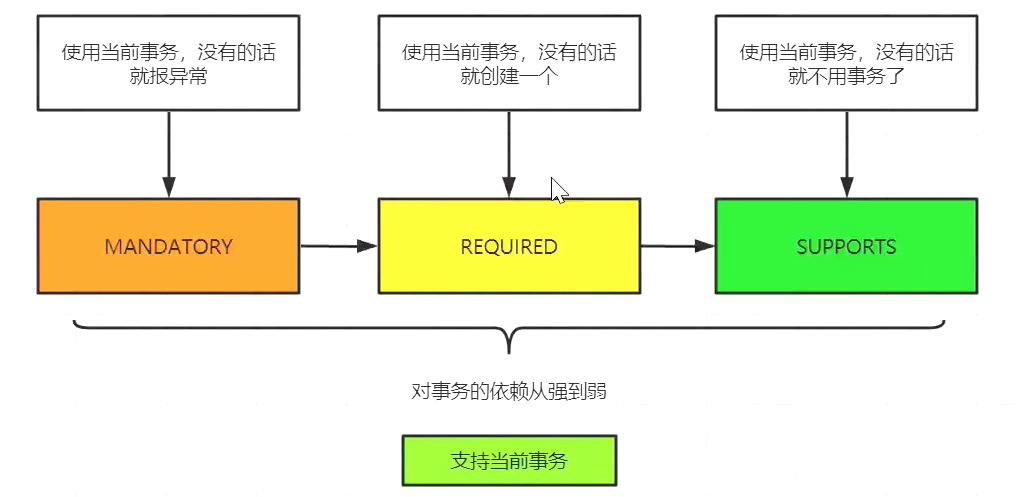 使用当前事务，没有的话
就报异常
使用当前事务，没有的话
就创建一个
使用当前事务，没有的话
就不用事务了
MANDATORY
REQUIRED
SUPPORTS
对事务的依赖从强到弱
支持当前事务